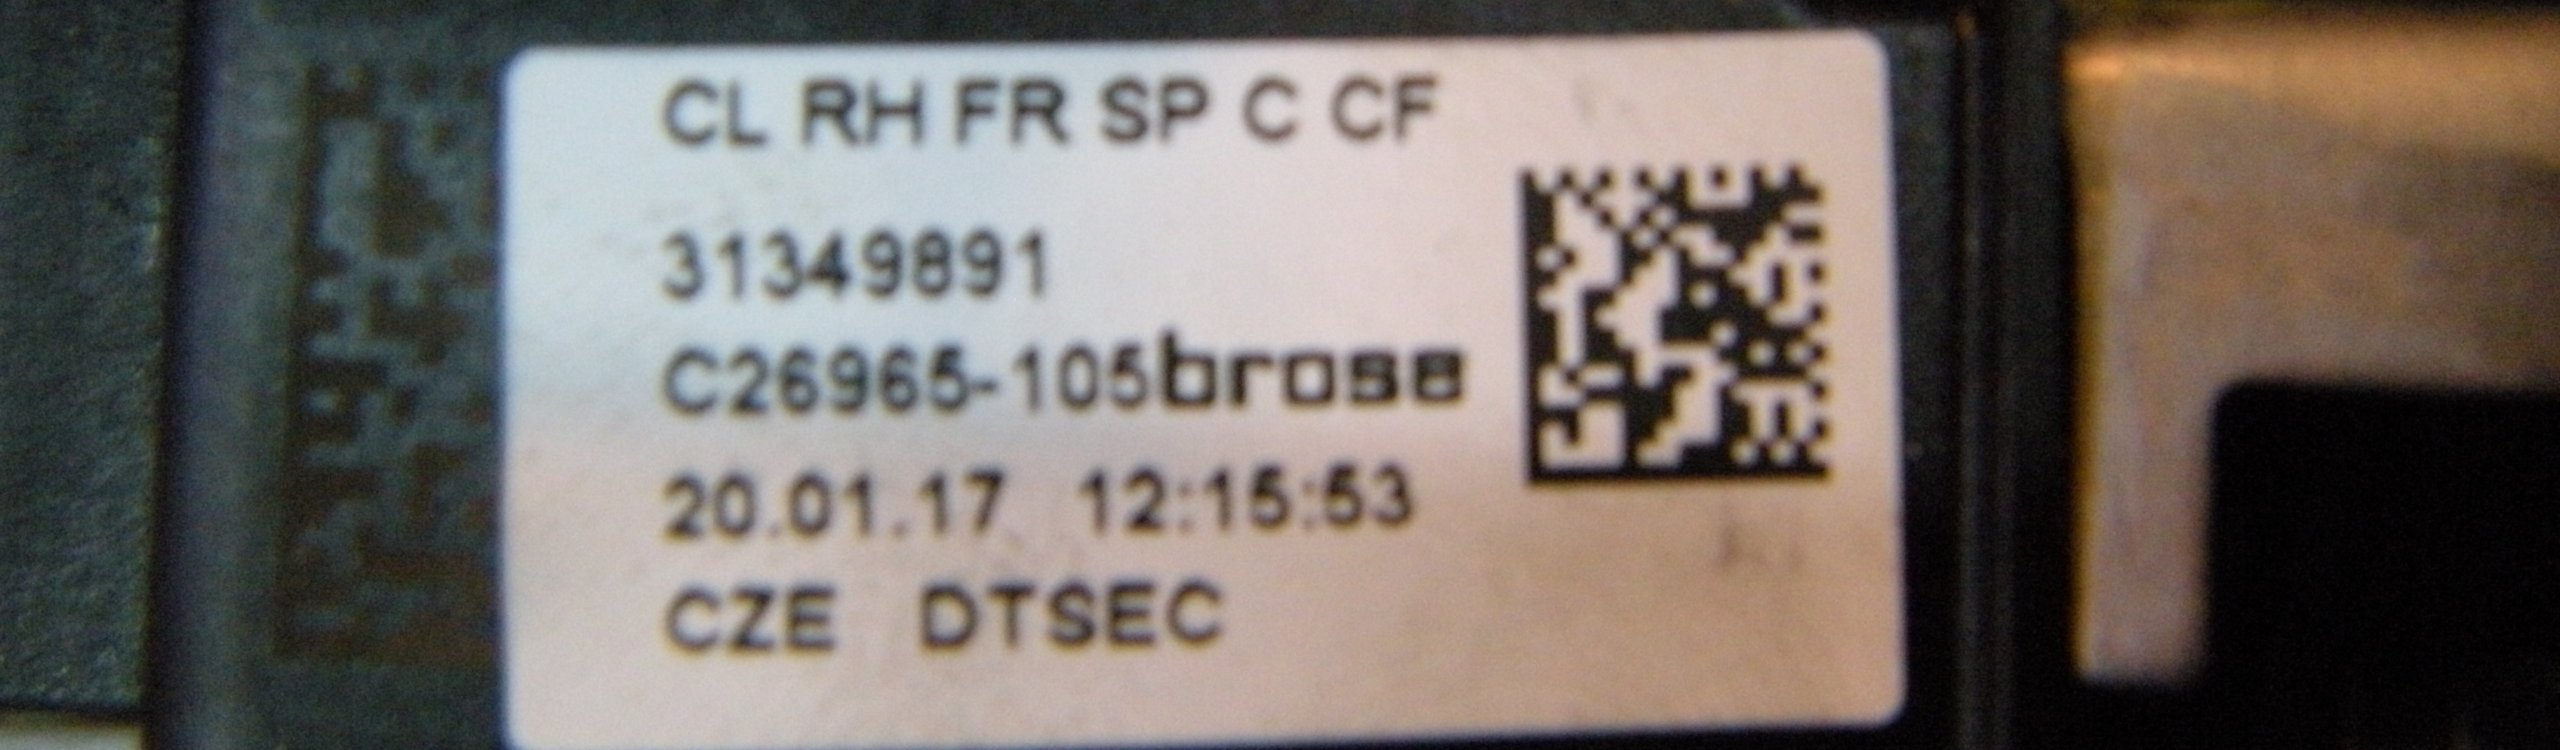 CL RH FR SP C CF
31349891
C26965-105brose
20.01.17 12:15:53
CZE DTSEC